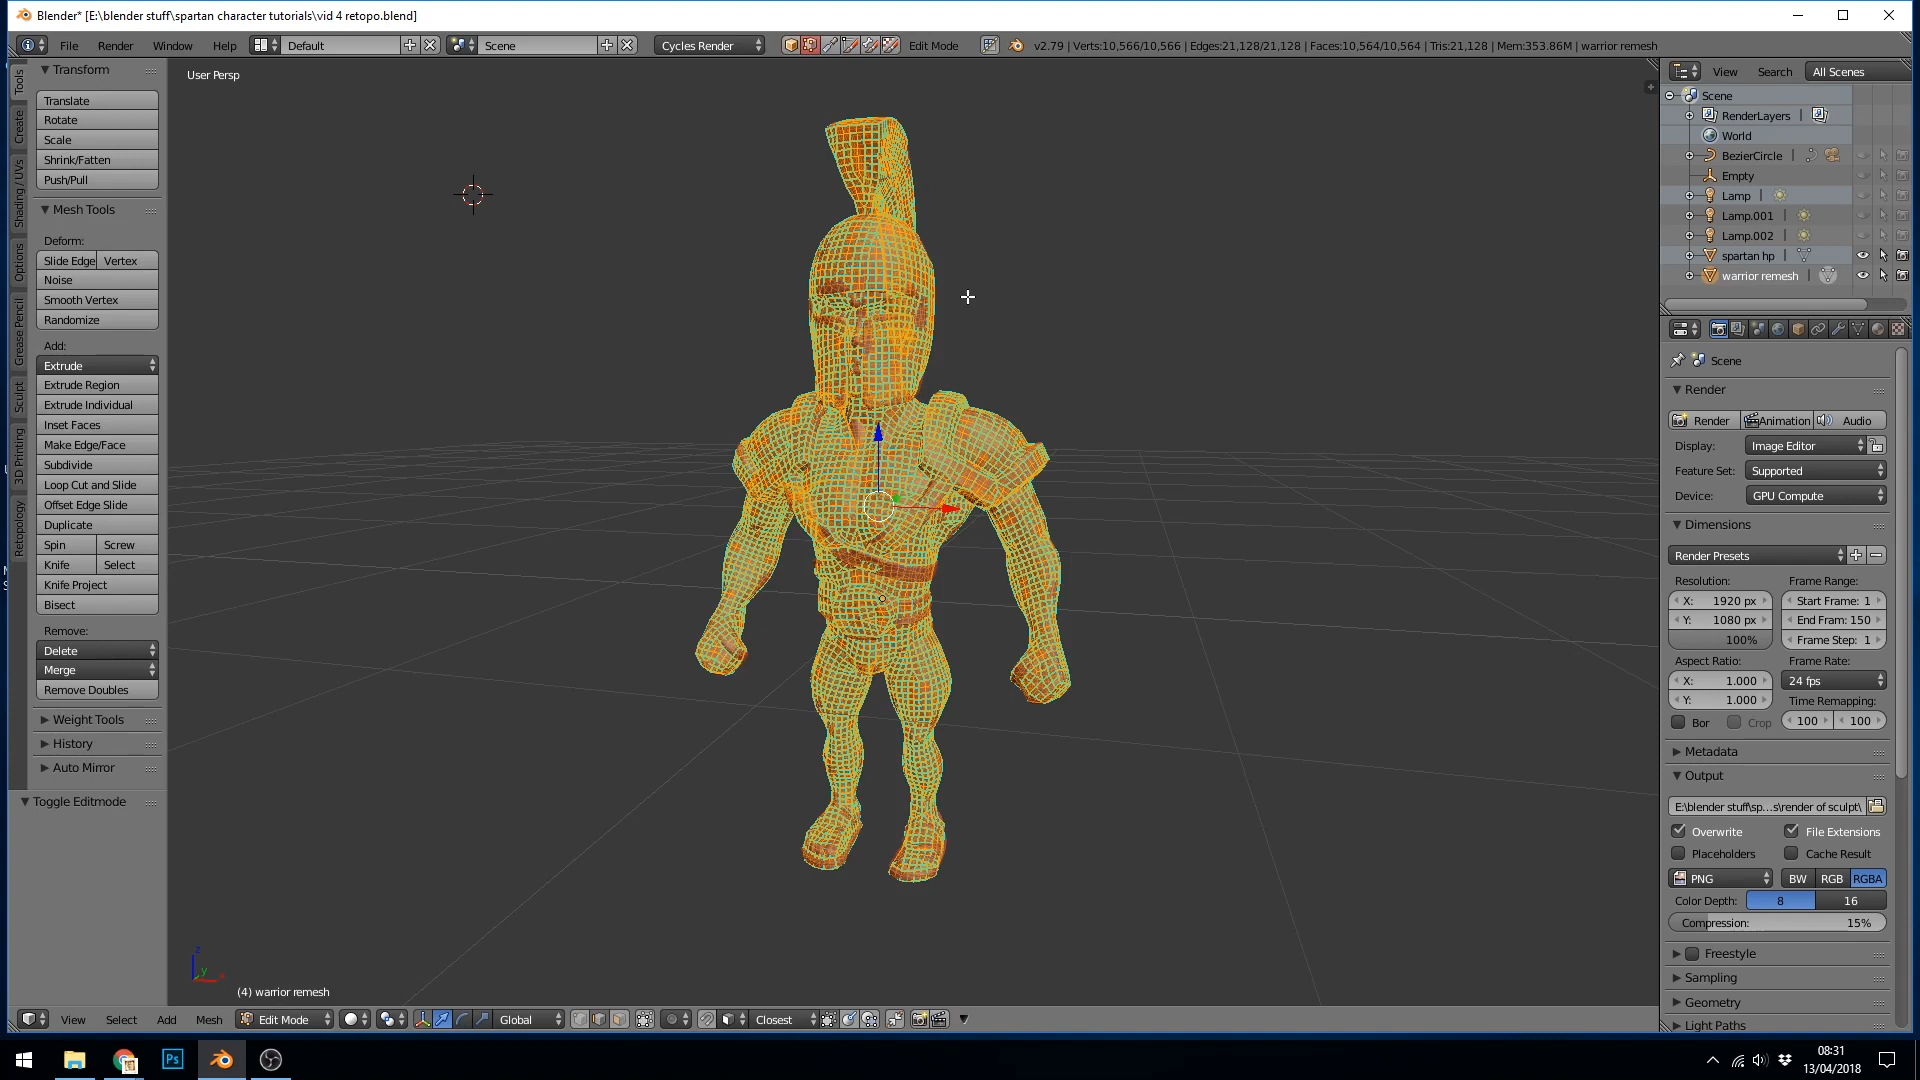 Blender* [E:\blender stuff\spartan character tutorials\vid 4 retopo.blend]
File Render Window Help Default Scene Cycles Render Edit Mode v2.79 | Verts:10,566/10,566 | Edges:21,128/21,128 | Faces:10,564/10,564 | Tris:21,128 | Mem:353.86M | warrior remesh
Tools
Create
Shading / UVs
Options
Grease Pencil
Sculpt
3D Printing
Retopology
Transform
Translate
Rotate
Scale
Shrink/Fatten
Push/Pull
Mesh Tools
Deform:
Slide Edge Vertex
Noise
Smooth Vertex
Randomize
Add:
Extrude
Extrude Region
Extrude Individual
Inset Faces
Make Edge/Face
Subdivide
Loop Cut and Slide
Offset Edge Slide
Duplicate
Spin Screw
Knife Select
Knife Project
Bisect
Remove:
Delete
Merge
Remove Doubles
Weight Tools
History
Auto Mirror
Toggle Editmode
User Persp
z
y
x
(4) warrior remesh
View Select Add Mesh Edit Mode Global Closest
View Search All Scenes
Scene
RenderLayers |
World
BezierCircle |
Empty
Lamp |
Lamp.001 |
Lamp.002 |
spartan hp |
warrior remesh |
Scene
Render
Render Animation Audio
Display: Image Editor
Feature Set: Supported
Device: GPU Compute
Dimensions
Render Presets
Resolution: Frame Range:
X: 1920 px Start Frame: 1
Y: 1080 px End Fram: 150
100% Frame Step: 1
Aspect Ratio: Frame Rate:
X: 1.000 24 fps
Y: 1.000 Time Remapping:
Bor Crop 100 100
Metadata
Output
E:\blender stuff\sp...s\render of sculpt\
Overwrite File Extensions
Placeholders Cache Result
PNG BW RGB RGBA
Color Depth: 8 16
Compression: 15%
Freestyle
Sampling
Geometry
Light Paths
Ps
08:31
13/04/2018